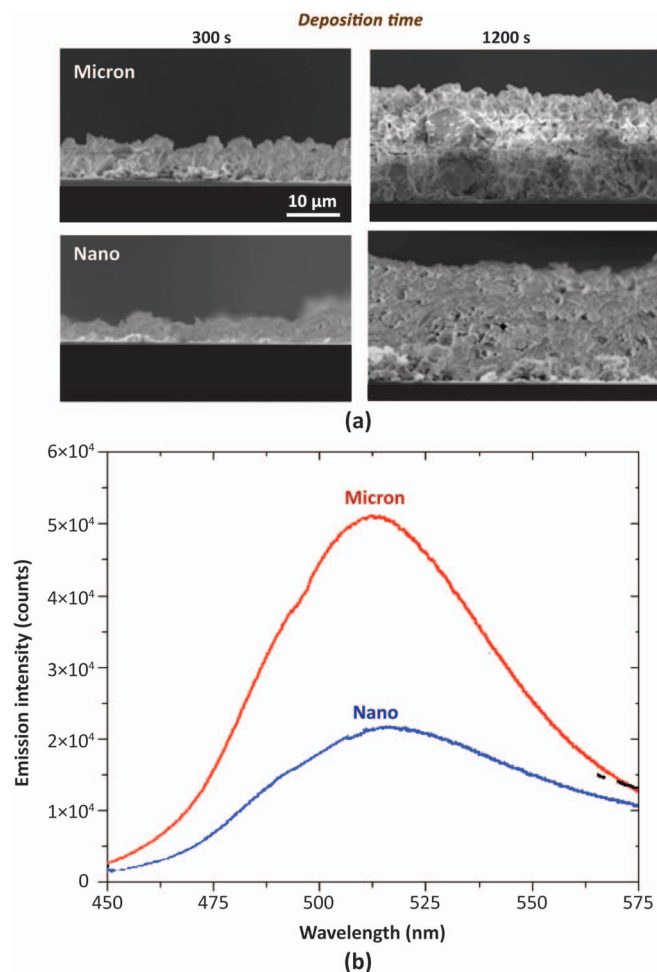 Deposition time
300 s
1200 s
Micron
10 μm
Nano
(a)
6×10⁴
5×10⁴
4×10⁴
3×10⁴
2×10⁴
1×10⁴
0
Emission intensity (counts)
Micron
Nano
450
475
500
525
550
575
Wavelength (nm)
(b)